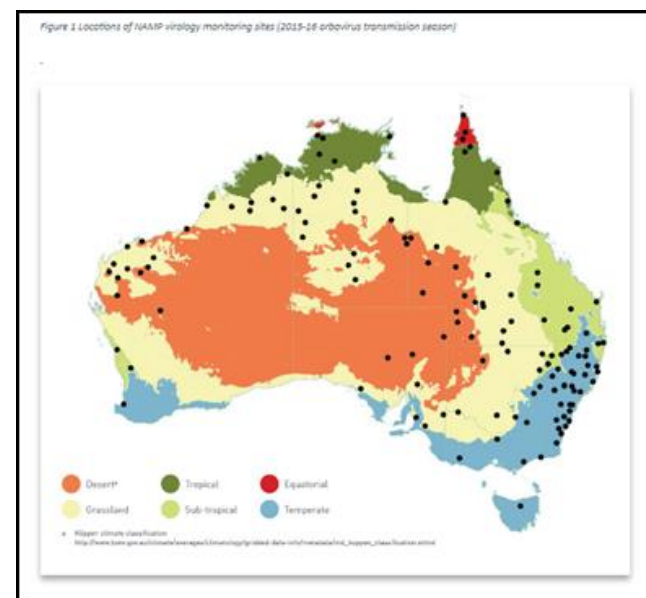 Figure 1 Locations of NAMP virology monitoring sites (2015-16 arbovirus transmission season)
Desert*
Tropical
Equatorial
Grassland
Sub-tropical
Temperate
Köppen climate classification